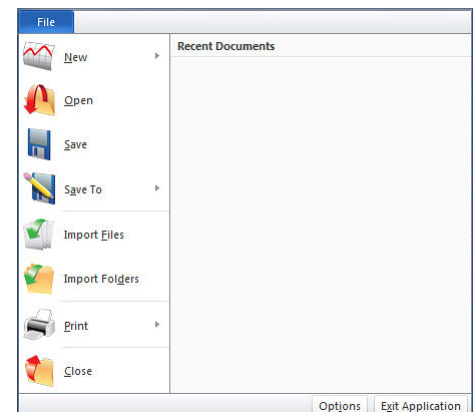 File
Recent Documents
New
Open
Save
Save To
Import Files
Import Folders
Print
Close
Options Exit Application